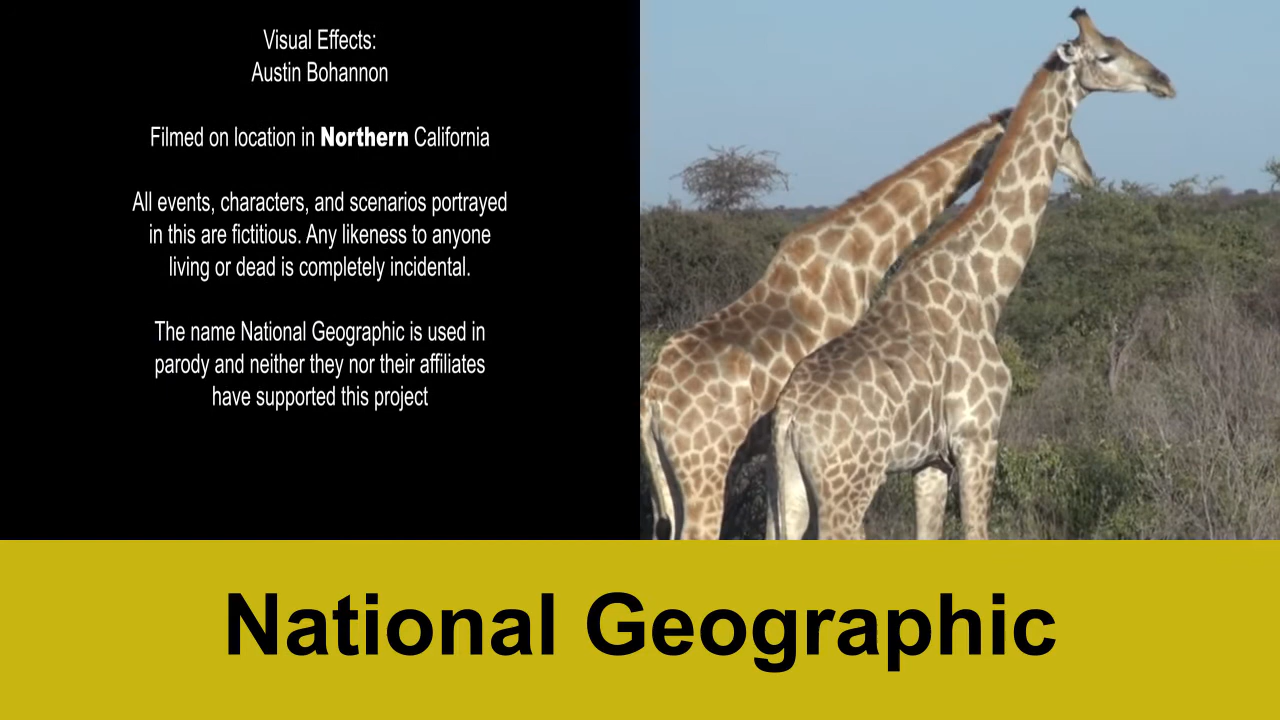 Visual Effects:
Austin Bohannon
Filmed on location in Northern California
All events, characters, and scenarios portrayed
in this are fictitious. Any likeness to anyone
living or dead is completely incidental.
The name National Geographic is used in
parody and neither they nor their affiliates
have supported this project
National Geographic